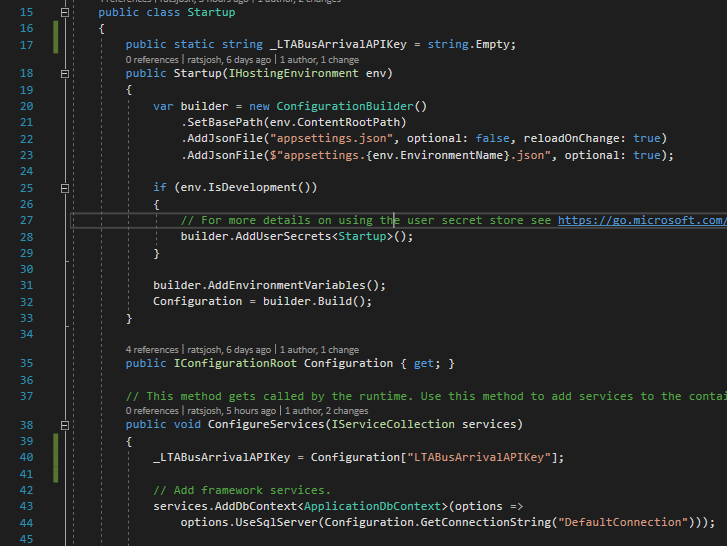 15 public class Startup
16 {
17 public static string _LTABusArrivalAPIKey = string.Empty;
0 references | ratsjosh, 6 days ago | 1 author, 1 change
18 public Startup(IHostingEnvironment env)
19 {
20 var builder = new ConfigurationBuilder()
21 .SetBasePath(env.ContentRootPath)
22 .AddJsonFile("appsettings.json", optional: false, reloadOnChange: true)
23 .AddJsonFile($"appsettings.{env.EnvironmentName}.json", optional: true);
24
25 if (env.IsDevelopment())
26 {
27 // For more details on using the user secret store see https://go.microsoft.com/
28 builder.AddUserSecrets<Startup>();
29 }
30
31 builder.AddEnvironmentVariables();
32 Configuration = builder.Build();
33 }
34
4 references | ratsjosh, 6 days ago | 1 author, 1 change
35 public IConfigurationRoot Configuration { get; }
36
37 // This method gets called by the runtime. Use this method to add services to the contai
0 references | ratsjosh, 5 hours ago | 1 author, 2 changes
38 public void ConfigureServices(IServiceCollection services)
39 {
40 _LTABusArrivalAPIKey = Configuration["LTABusArrivalAPIKey"];
41
42 // Add framework services.
43 services.AddDbContext<ApplicationDbContext>(options =>
44 options.UseSqlServer(Configuration.GetConnectionString("DefaultConnection")));
45